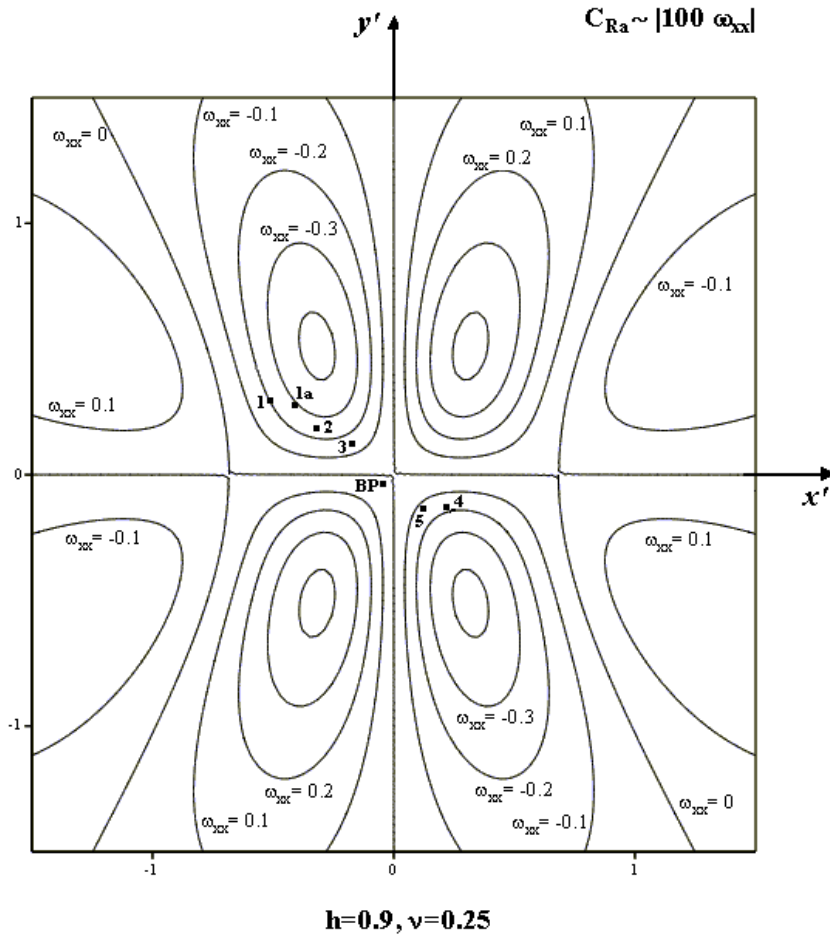 C_Ra ~ |100 ω_xx|
y'
ω_xx= 0
ω_xx= -0.1
ω_xx= 0.1
ω_xx= -0.2
ω_xx= 0.2
1
ω_xx= -0.3
ω_xx= -0.1
1
1a
ω_xx= 0.1
2
3
0
BP
x'
4
5
ω_xx= -0.1
ω_xx= 0.1
-1
ω_xx= -0.3
ω_xx= 0.2
ω_xx= -0.2
ω_xx= 0
ω_xx= 0.1
ω_xx= -0.1
-1
0
1
h=0.9, ν=0.25